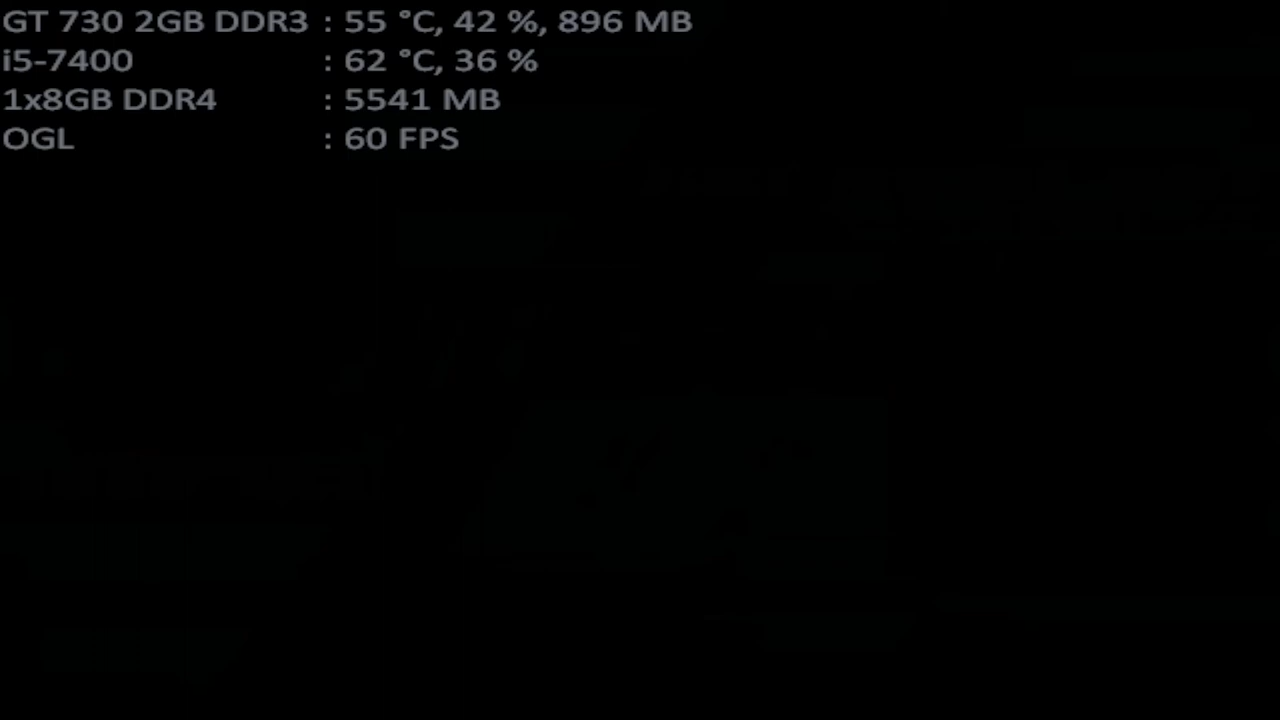 GT 730 2GB DDR3 : 55 °C, 42 %, 896 MB
i5-7400 : 62 °C, 36 %
1x8GB DDR4 : 5541 MB
OGL : 60 FPS